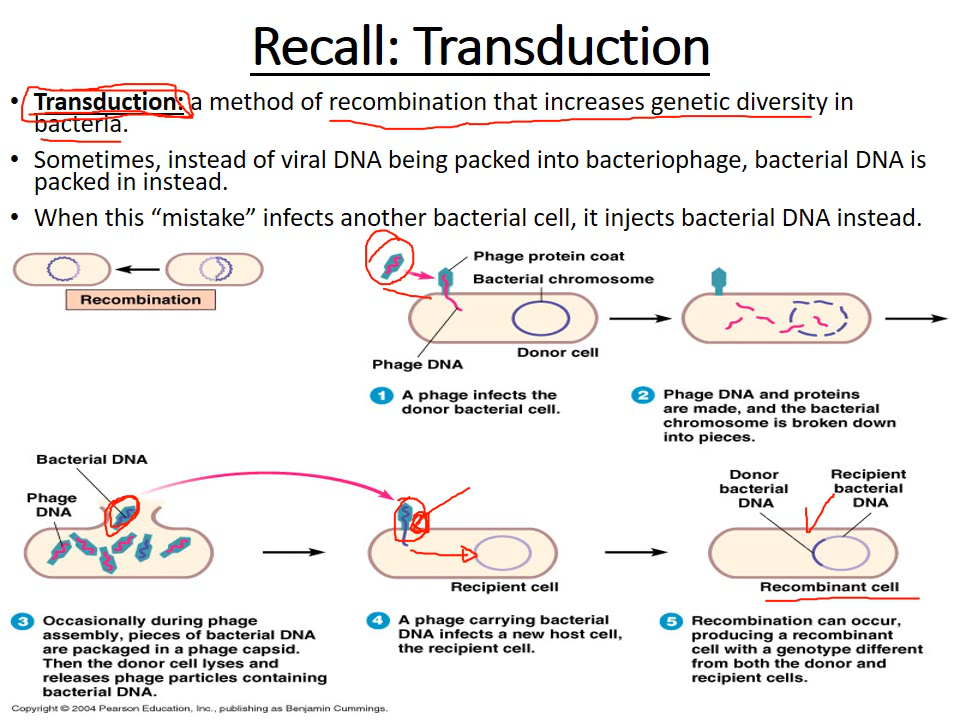 Recall: Transduction
• Transduction: a method of recombination that increases genetic diversity in
bacteria.
• Sometimes, instead of viral DNA being packed into bacteriophage, bacterial DNA is
packed in instead.
• When this “mistake” infects another bacterial cell, it injects bacterial DNA instead.
Recombination
Phage protein coat
Bacterial chromosome
Donor cell
Phage DNA
1 A phage infects the
donor bacterial cell.
2 Phage DNA and proteins
are made, and the bacterial
chromosome is broken down
into pieces.
Bacterial DNA
Phage
DNA
Recipient cell
Donor
bacterial
DNA
Recipient
bacterial
DNA
Recombinant cell
3 Occasionally during phage
assembly, pieces of bacterial DNA
are packaged in a phage capsid.
Then the donor cell lyses and
releases phage particles containing
bacterial DNA.
4 A phage carrying bacterial
DNA infects a new host cell,
the recipient cell.
5 Recombination can occur,
producing a recombinant
cell with a genotype different
from both the donor and
recipient cells.
Copyright © 2004 Pearson Education, Inc., publishing as Benjamin Cummings.